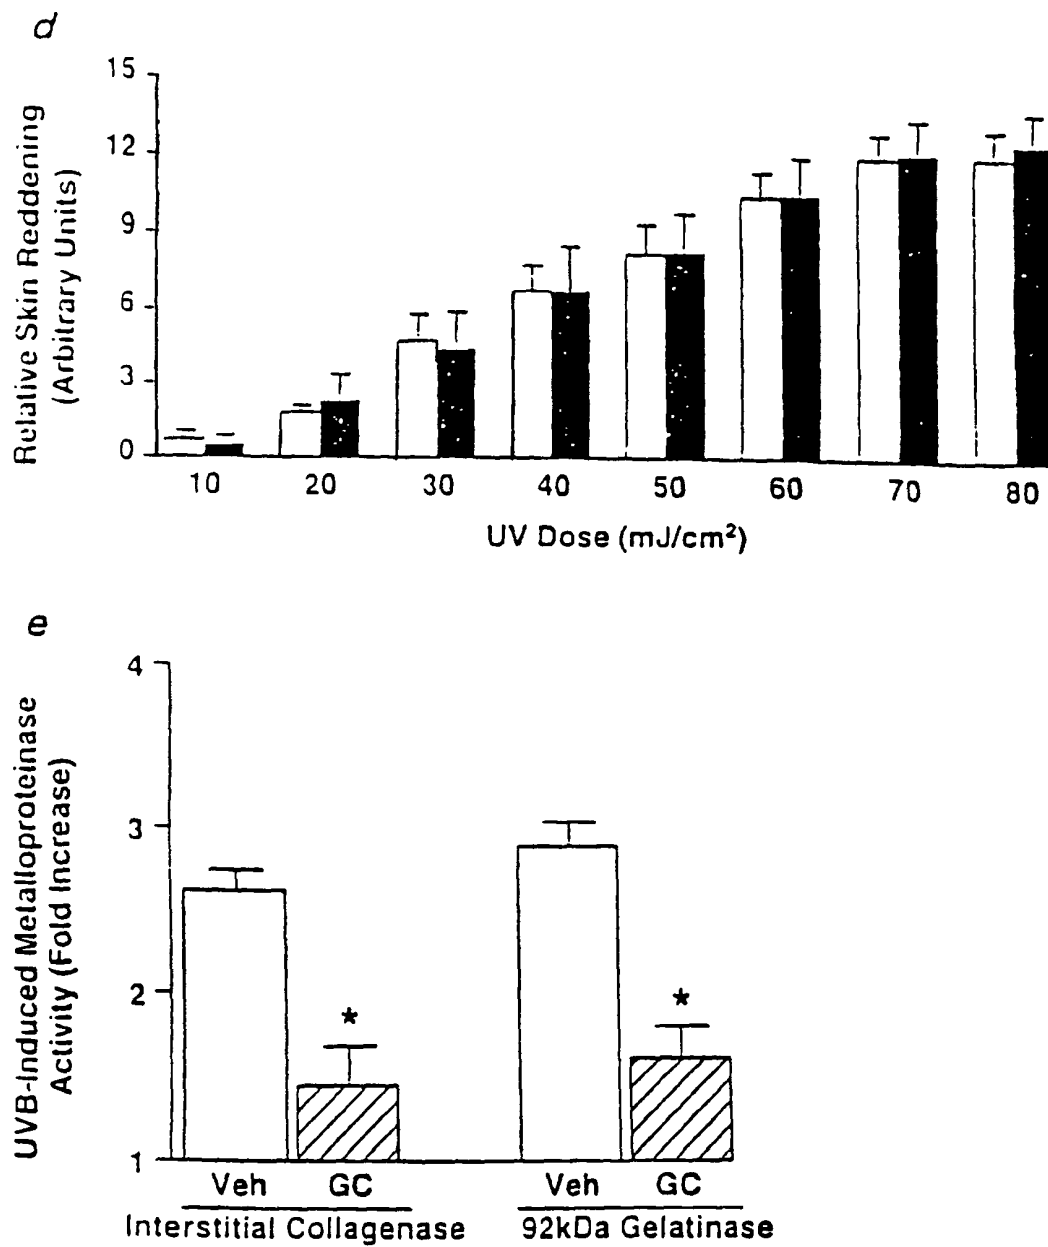 d
Relative Skin Reddening
(Arbitrary Units)
15
12
9
6
3
0
10 20 30 40 50 60 70 80
UV Dose (mJ/cm²)
e
UVB-Induced Metalloproteinase
Activity (Fold Increase)
4
3
2
1
* *
Veh GC Veh GC
Interstitial Collagenase 92kDa Gelatinase